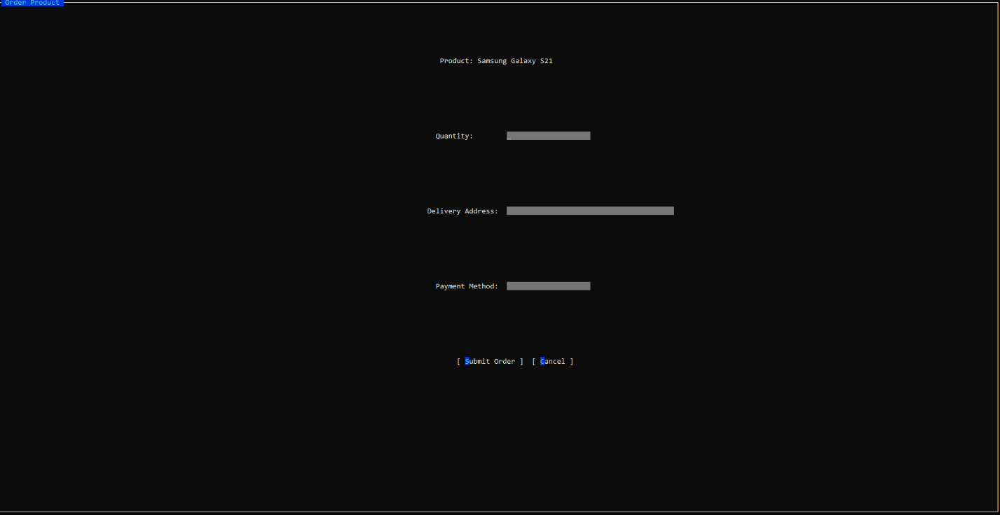 Order Product
Product: Samsung Galaxy S21
Quantity:
Delivery Address:
Payment Method:
[ Submit Order ] [ Cancel ]